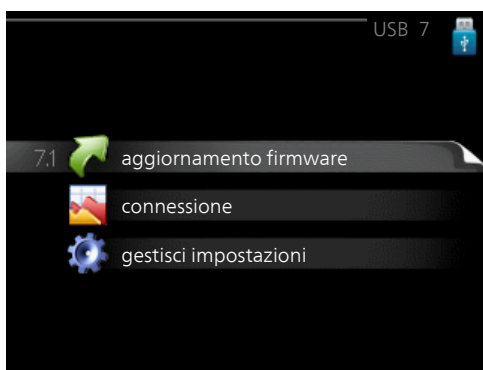 USB 7
7.1 aggiornamento firmware
connessione
gestisci impostazioni